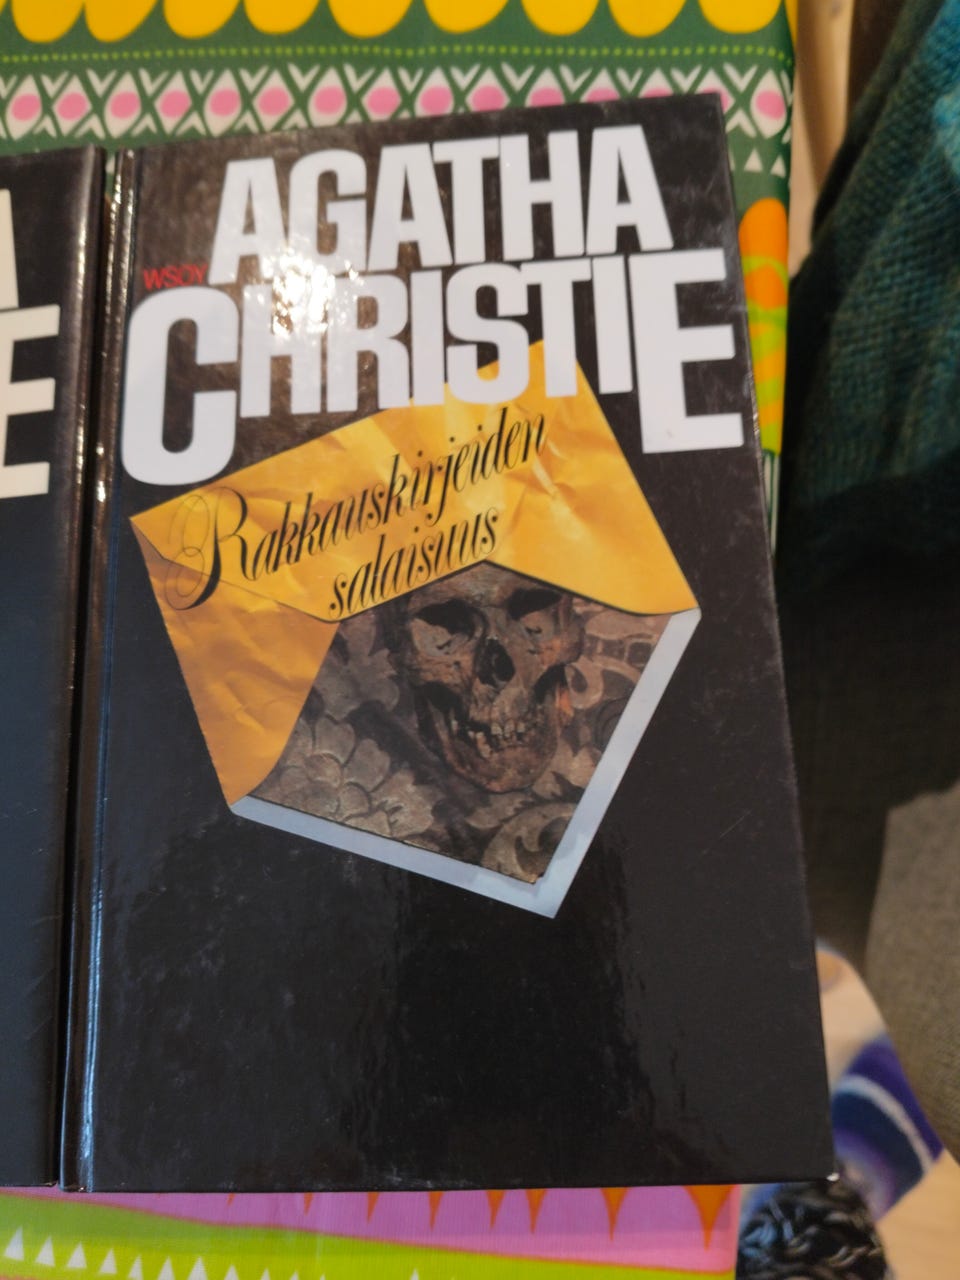 AGATHA
WSOY
CHRISTIE
Rakkauskirjeiden
salaisuus
A
E